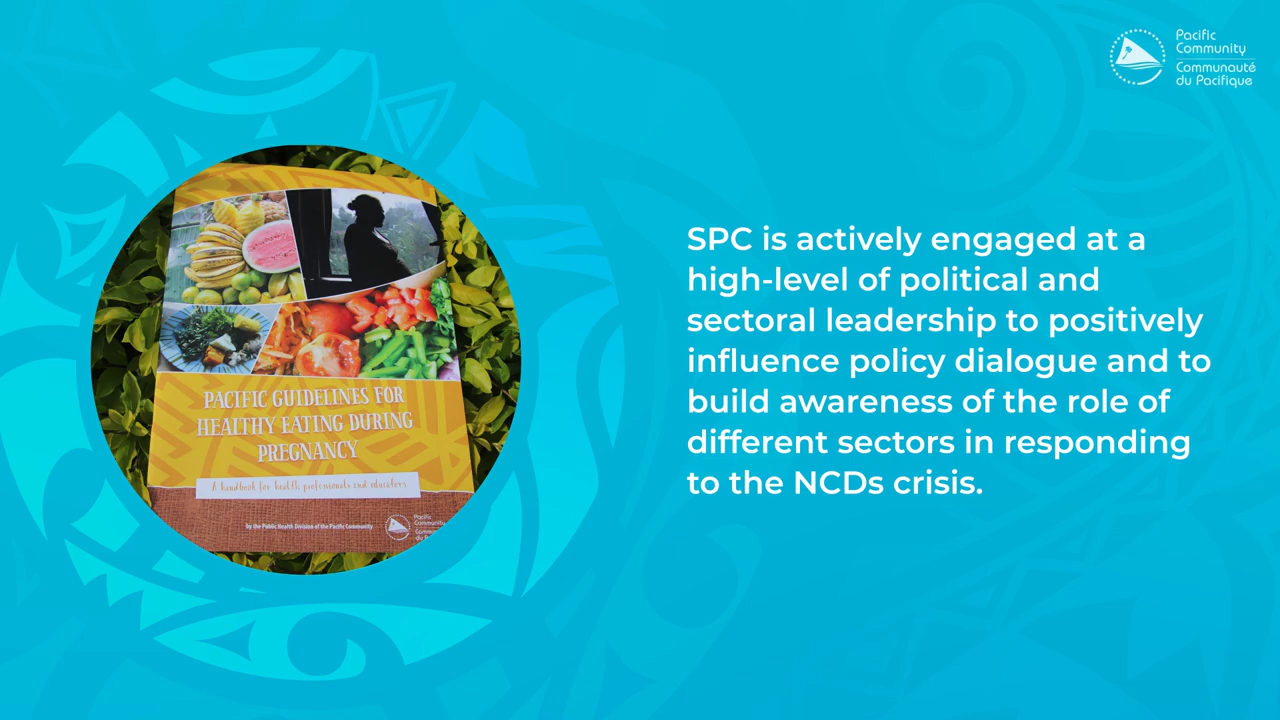 Pacific
Community
Communauté
du Pacifique
PACIFIC GUIDELINES FOR
HEALTHY EATING DURING
PREGNANCY
A handbook for health professionals and educators
by the Public Health Division of the Pacific Community
Pacific
Community
SPC is actively engaged at a
high-level of political and
sectoral leadership to positively
influence policy dialogue and to
build awareness of the role of
different sectors in responding
to the NCDs crisis.